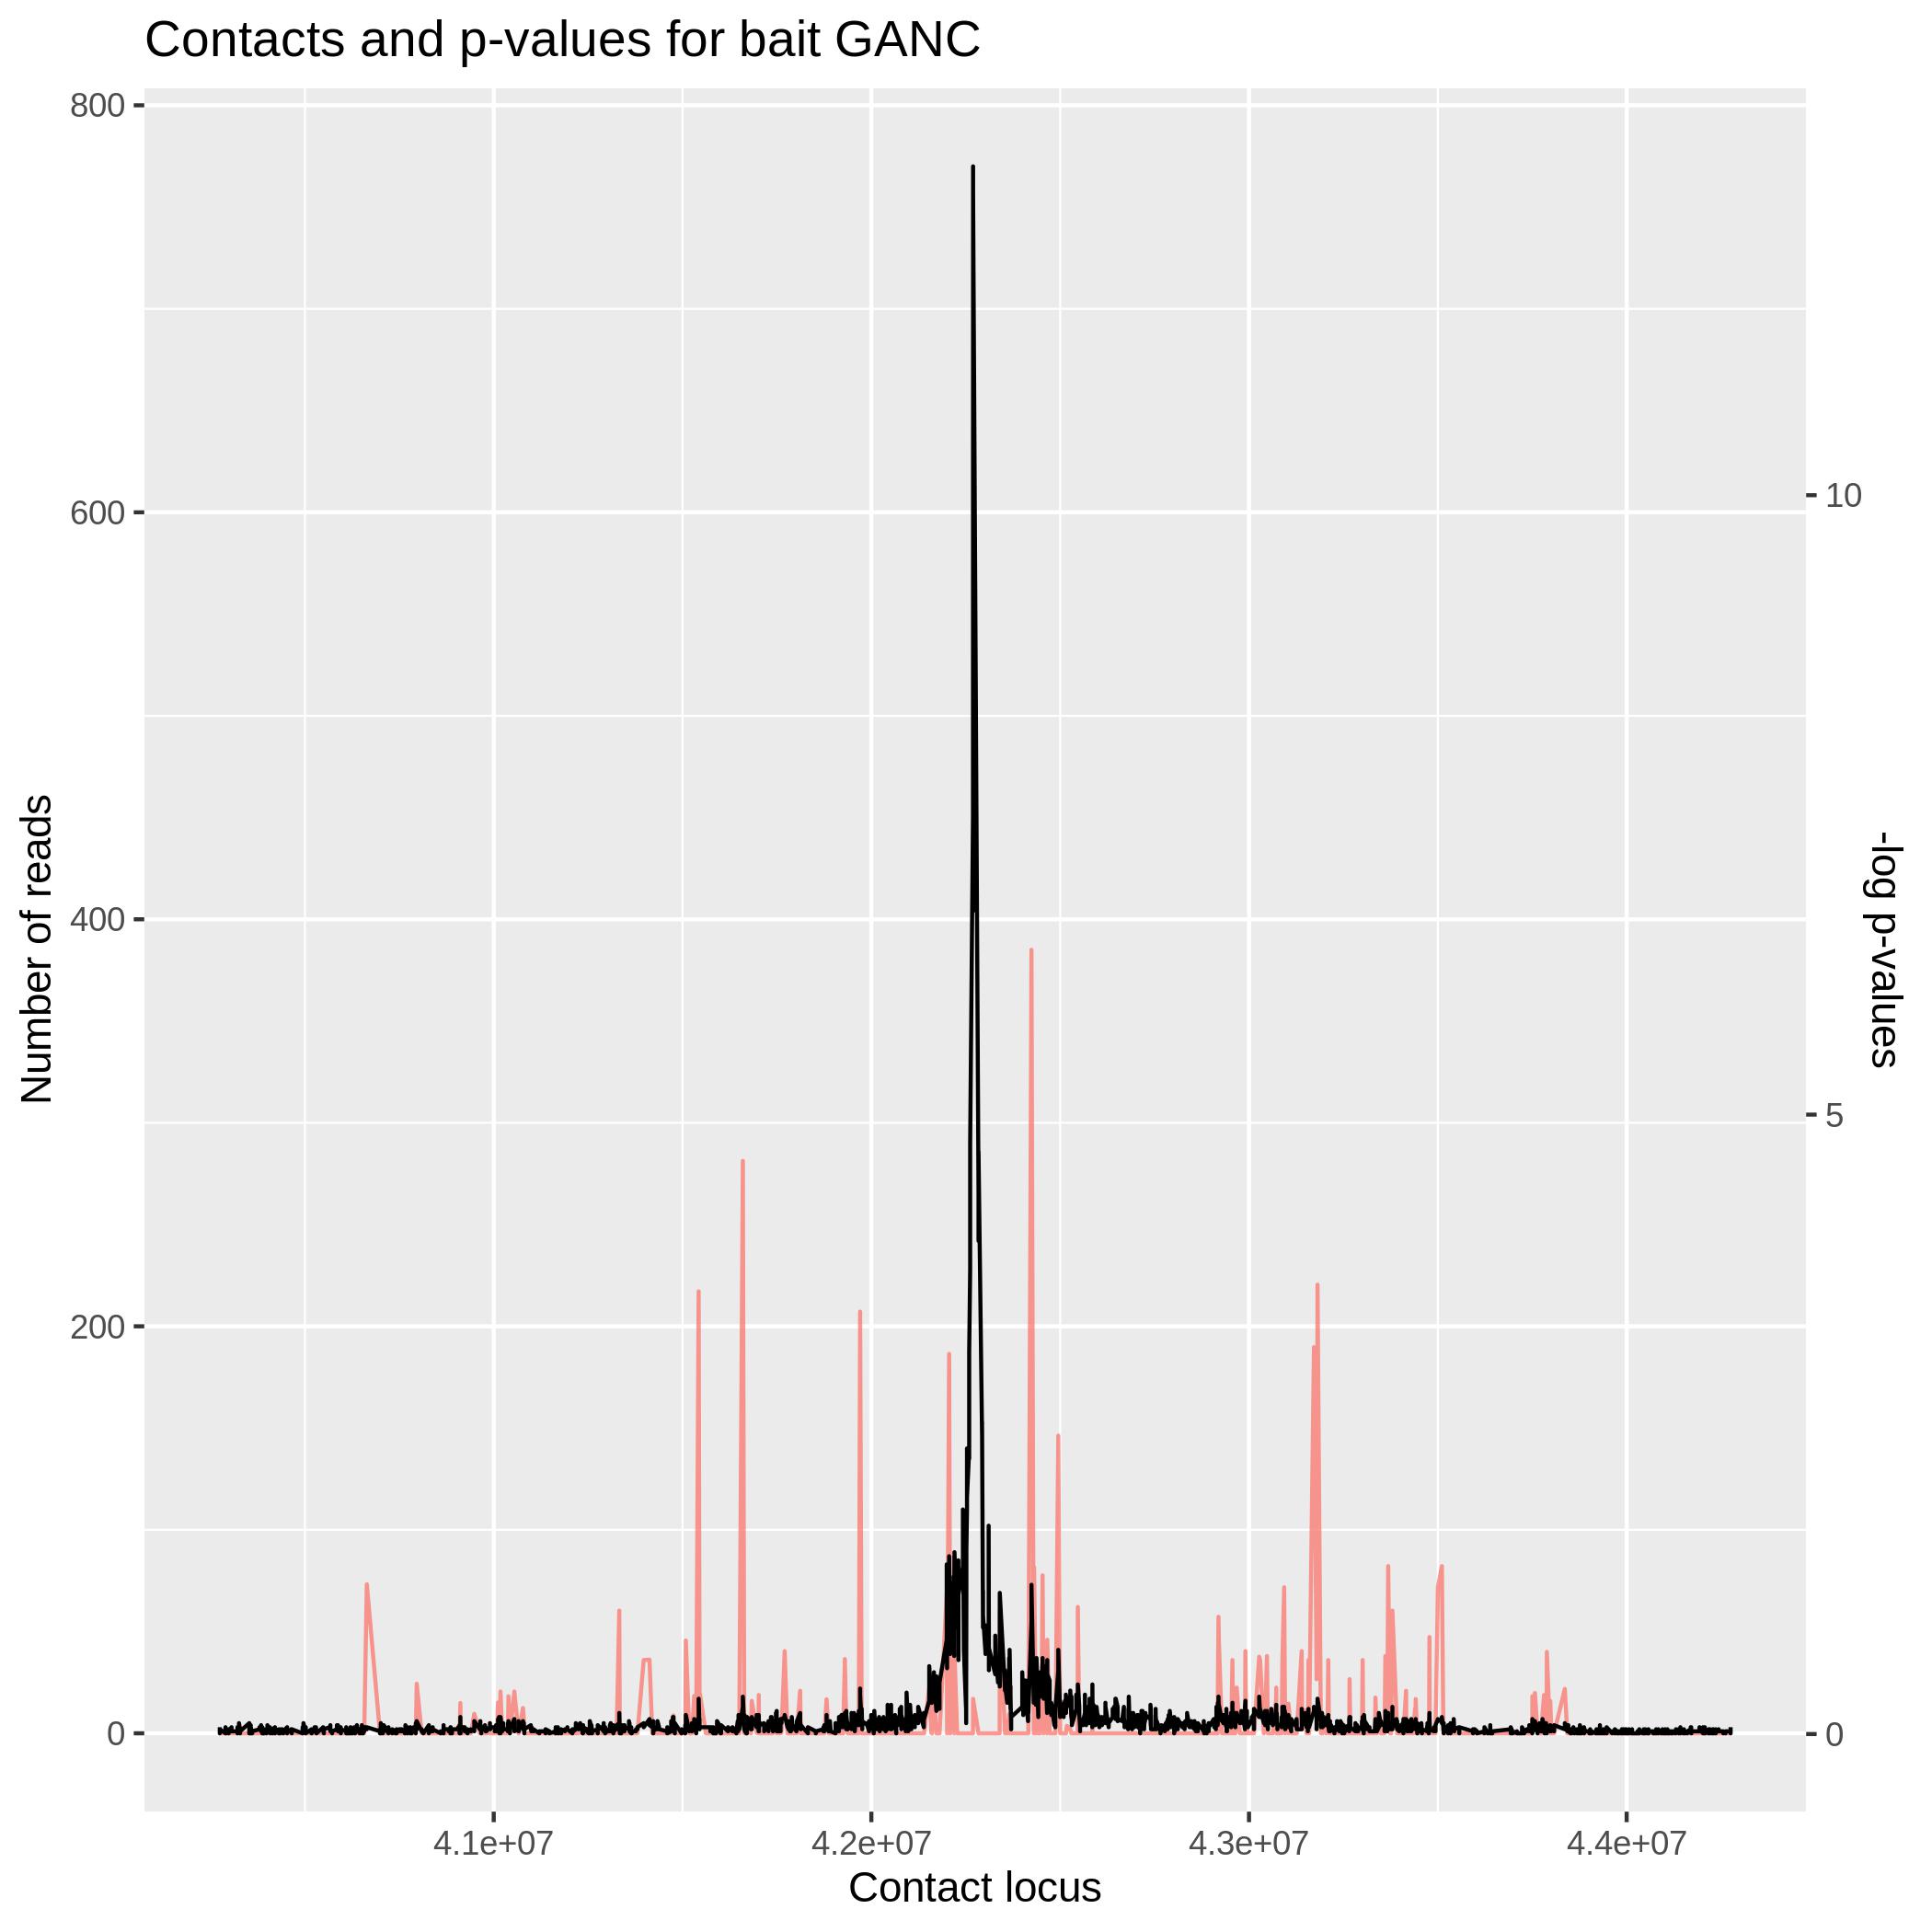 Contacts and p-values for bait GANC
800
600
400
200
0
Number of reads
10
5
0
-log p-values
4.1e+07 4.2e+07 4.3e+07 4.4e+07
Contact locus